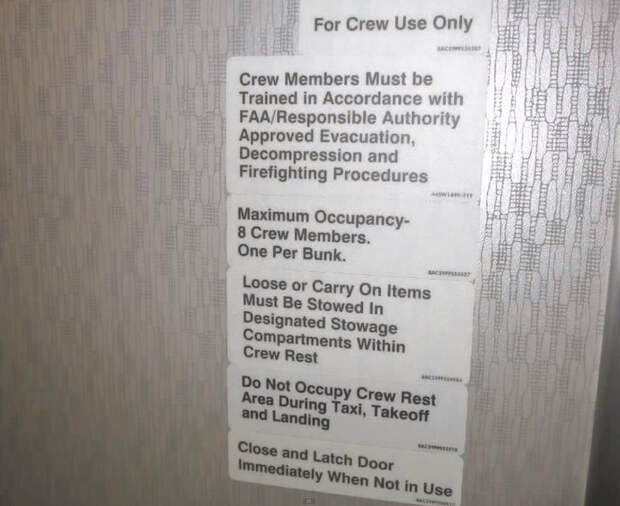 For Crew Use Only
Crew Members Must be
Trained in Accordance with
FAA/Responsible Authority
Approved Evacuation,
Decompression and
Firefighting Procedures
Maximum Occupancy-
8 Crew Members.
One Per Bunk.
Loose or Carry On Items
Must Be Stowed In
Designated Stowage
Compartments Within
Crew Rest
Do Not Occupy Crew Rest
Area During Taxi, Takeoff
and Landing
Close and Latch Door
Immediately When Not in Use